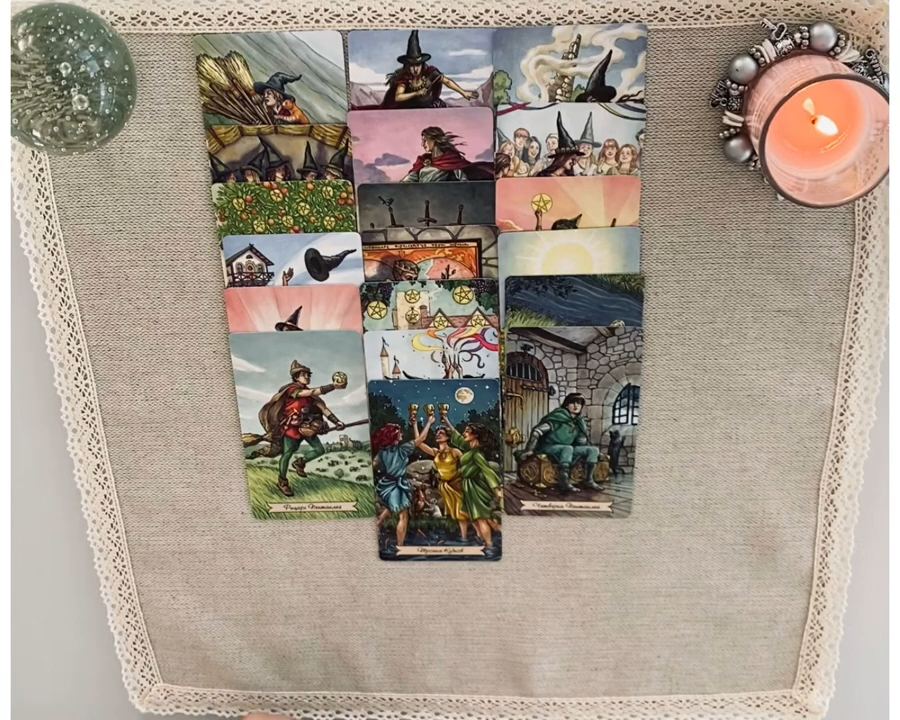 Рыцарь Пентаклей
Тройка Кубков
Четверка Пентаклей